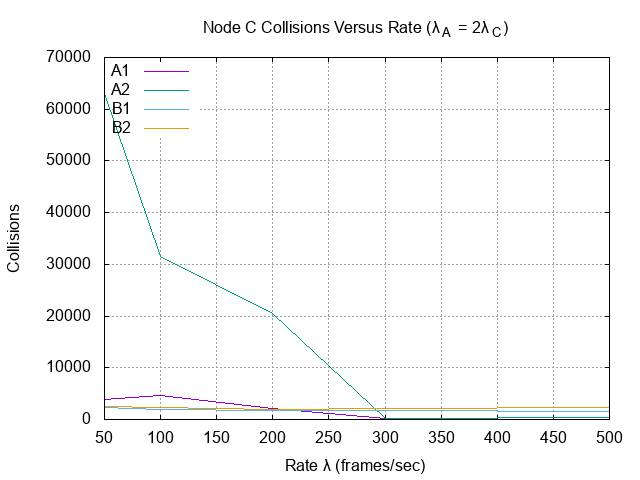 Node C Collisions Versus Rate (λA = 2λC)
70000
60000
50000
40000
30000
20000
10000
0
Collisions
A1
A2
B1
B2
50 100 150 200 250 300 350 400 450 500
Rate λ (frames/sec)